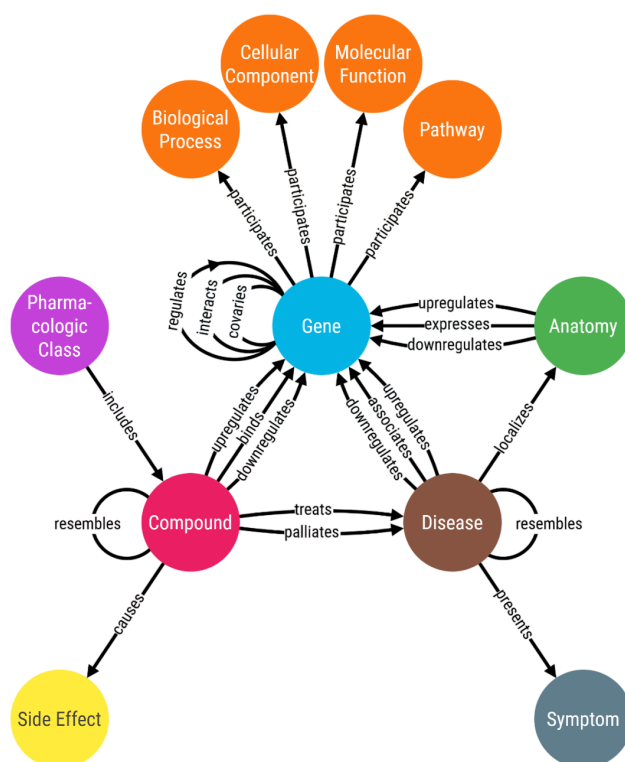 Cellular
Component
Molecular
Function
Biological
Process
Pathway
participates
participates
participates
participates
regulates
interacts
covaries
Pharma-
cologic
Class
Gene
upregulates
expresses
downregulates
Anatomy
includes
upregulates
binds
downregulates
downregulates
associates
upregulates
localizes
resembles
Compound
treats
palliates
Disease
resembles
causes
presents
Side Effect
Symptom